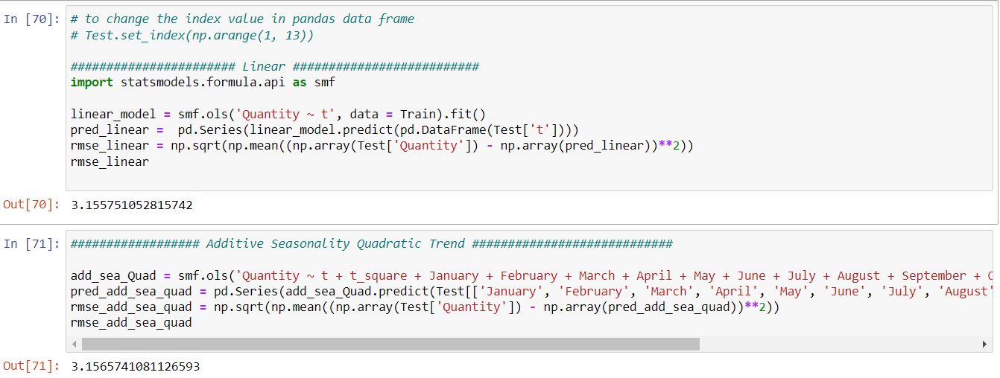 In [70]: # to change the index value in pandas data frame
# Test.set_index(np.arange(1, 13))
####################### Linear ##########################
import statsmodels.formula.api as smf
linear_model = smf.ols('Quantity ~ t', data = Train).fit()
pred_linear =  pd.Series(linear_model.predict(pd.DataFrame(Test['t'])))
rmse_linear = np.sqrt(np.mean((np.array(Test['Quantity']) - np.array(pred_linear))**2))
rmse_linear
Out[70]: 3.155751052815742
In [71]: ################## Additive Seasonality Quadratic Trend ############################
add_sea_Quad = smf.ols('Quantity ~ t + t_square + January + February + March + April + May + June + July + August + September +
pred_add_sea_quad = pd.Series(add_sea_Quad.predict(Test[['January', 'February', 'March', 'April', 'May', 'June', 'July', 'August'
rmse_add_sea_quad = np.sqrt(np.mean((np.array(Test['Quantity']) - np.array(pred_add_sea_quad))**2))
rmse_add_sea_quad
Out[71]: 3.1565741081126593